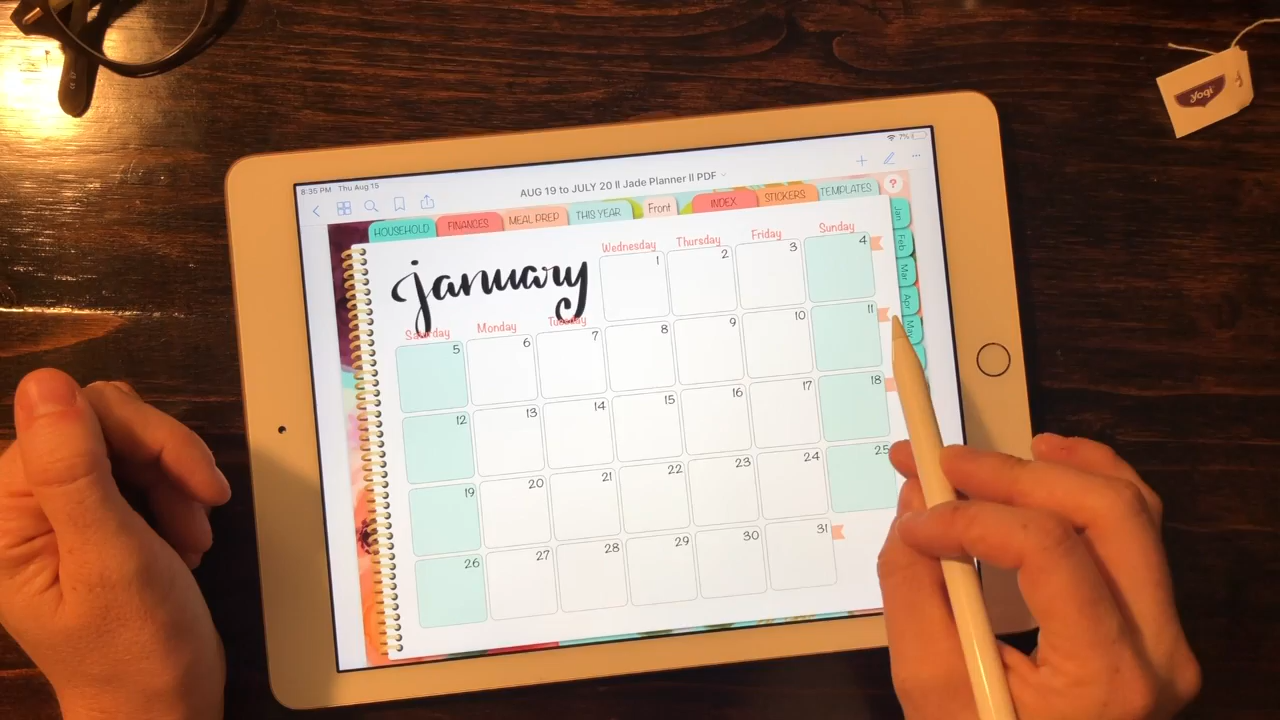 8:35 PM Thu Aug 15
7%
AUG 19 to JULY 20 II Jade Planner II PDF
HOUSEHOLD FINANCES MEAL PREP THIS YEAR Front INDEX STICKERS TEMPLATES ?
Jan
Feb
Mar
Apr
May
january
Wednesday Thursday Friday Sunday
1 2 3 4
Saturday Monday Tuesday
5 6 7 8 9 10 11
12 13 14 15 16 17 18
19 20 21 22 23 24 25
26 27 28 29 30 31
yogi